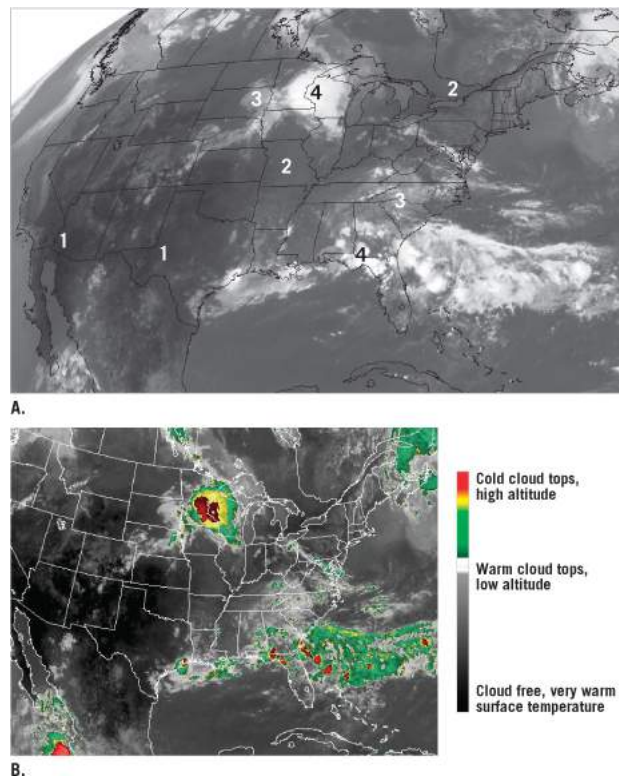 2
3
4
2
3
1
1
4
A.
Cold cloud tops,
high altitude
Warm cloud tops,
low altitude
Cloud free, very warm
surface temperature
B.